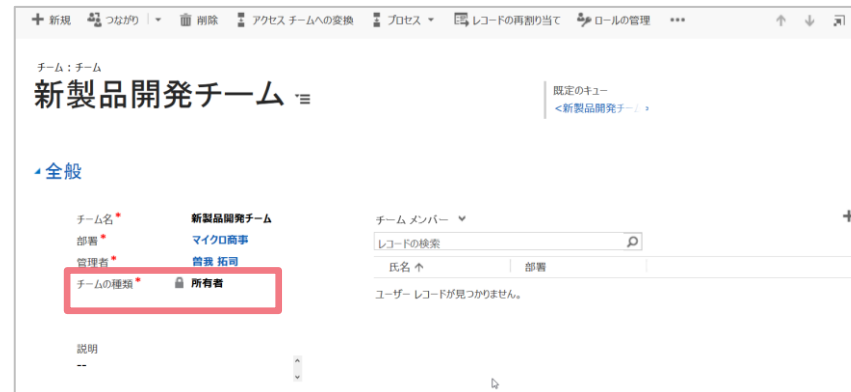 新規 つながり 削除 アクセス チームへの変換 プロセス レコードの再割り当て ロールの管理 •••
チーム : チーム
新製品開発チーム
既定のキュー
<新製品開発チーム>
全般
チーム名* 新製品開発チーム
部署* マイクロ商事
管理者* 曽我 拓司
チームの種類* 所有者
チーム メンバー
レコードの検索
氏名 ↑ 部署
ユーザー レコードが見つかりません。
説明
--